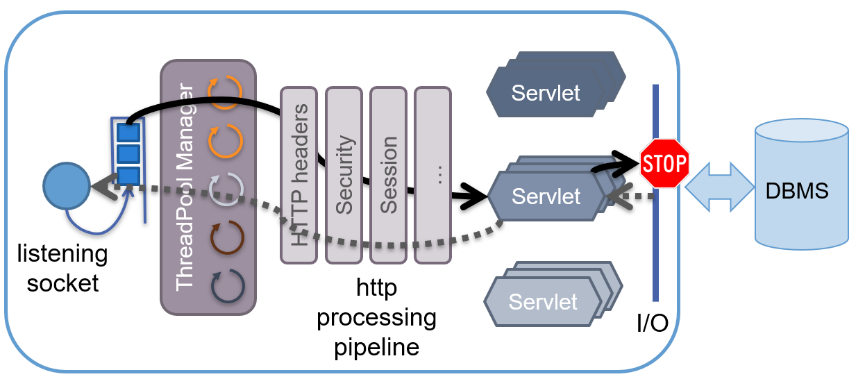 listening
socket
ThreadPool Manager
HTTP headers
Security
Session
...
http
processing
pipeline
Servlet
Servlet
Servlet
STOP
I/O
DBMS